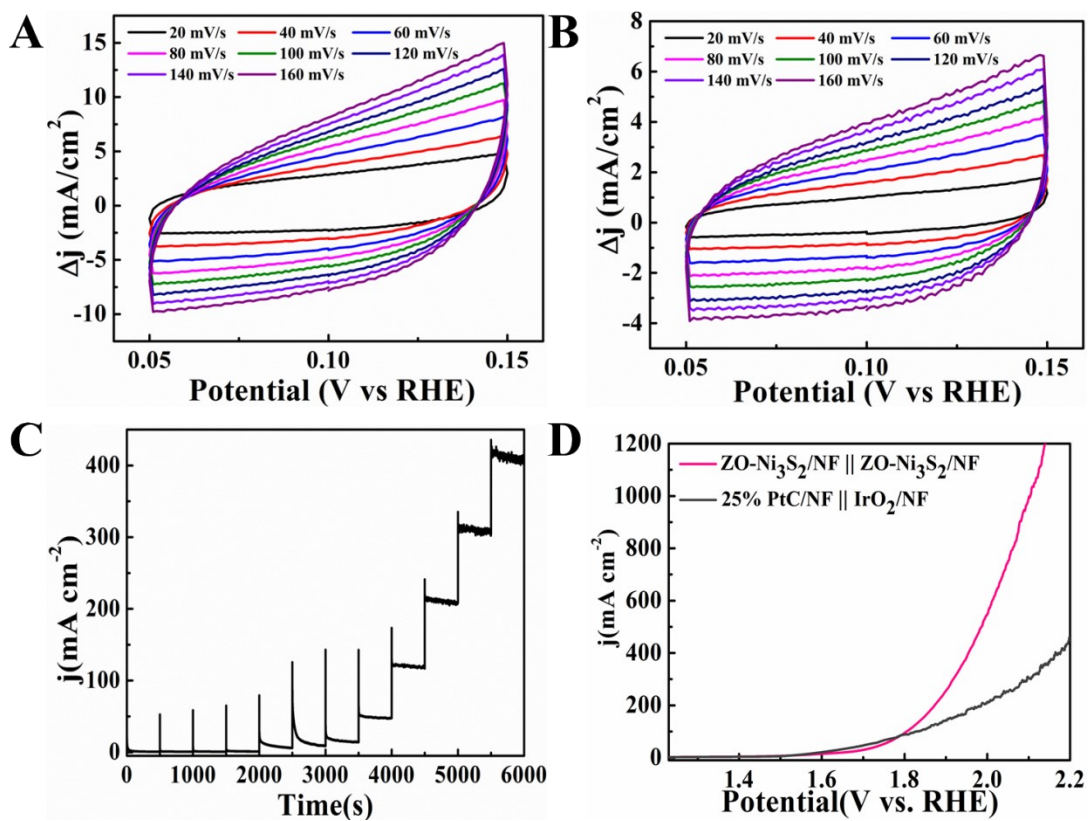 A
20 mV/s 40 mV/s 60 mV/s
80 mV/s 100 mV/s 120 mV/s
140 mV/s 160 mV/s
Δj (mA/cm²)
15
10
5
0
-5
-10
0.05 0.10 0.15
Potential (V vs RHE)
B
20 mV/s 40 mV/s 60 mV/s
80 mV/s 100 mV/s 120 mV/s
140 mV/s 160 mV/s
Δj (mA/cm²)
8
6
4
2
0
-2
-4
0.05 0.10 0.15
Potential (V vs RHE)
C
j(mA cm⁻²)
400
300
200
100
0
0 1000 2000 3000 4000 5000 6000
Time(s)
D
ZO-Ni₃S₂/NF || ZO-Ni₃S₂/NF
25% PtC/NF || IrO₂/NF
j(mA cm⁻²)
1200
1000
800
600
400
200
0
1.4 1.6 1.8 2.0 2.2
Potential(V vs. RHE)